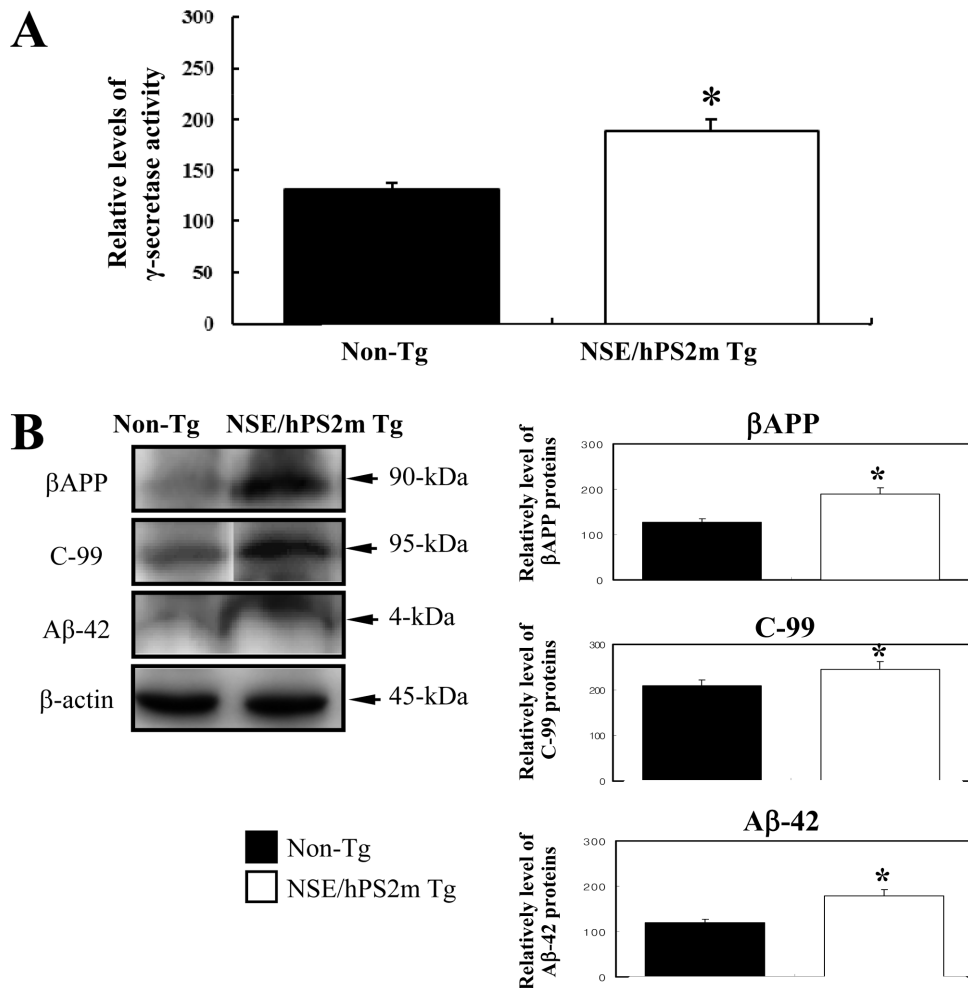 A
Relative levels of
γ-secretase activity
300
250
200
150
100
50
0
*
Non-Tg
NSE/hPS2m Tg
B
Non-Tg NSE/hPS2m Tg
βAPP
90-kDa
C-99
95-kDa
Aβ-42
4-kDa
β-actin
45-kDa
Non-Tg
NSE/hPS2m Tg
βAPP
Relatively level of
βAPP proteins
300
200
100
0
*
C-99
Relatively level of
C-99 proteins
300
200
100
0
*
Aβ-42
Relatively level of
Aβ-42 proteins
300
200
100
0
*